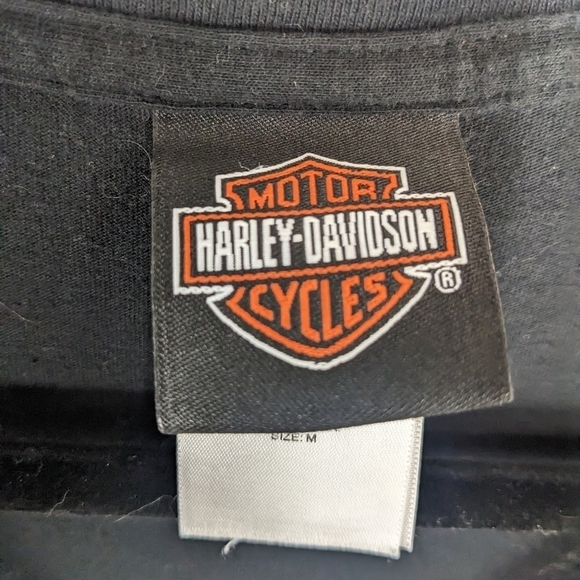 MOTOR
HARLEY-DAVIDSON
CYCLES
®
SIZE: M